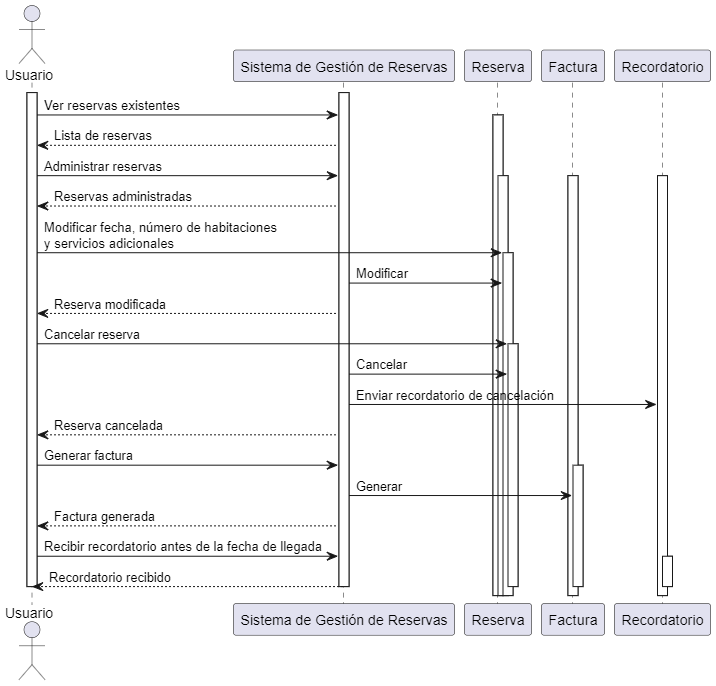 Usuario
Sistema de Gestión de Reservas
Reserva
Factura
Recordatorio
Ver reservas existentes
Lista de reservas
Administrar reservas
Reservas administradas
Modificar fecha, número de habitaciones
y servicios adicionales
Modificar
Reserva modificada
Cancelar reserva
Cancelar
Enviar recordatorio de cancelación
Reserva cancelada
Generar factura
Generar
Factura generada
Recibir recordatorio antes de la fecha de llegada
Recordatorio recibido
Usuario
Sistema de Gestión de Reservas
Reserva
Factura
Recordatorio